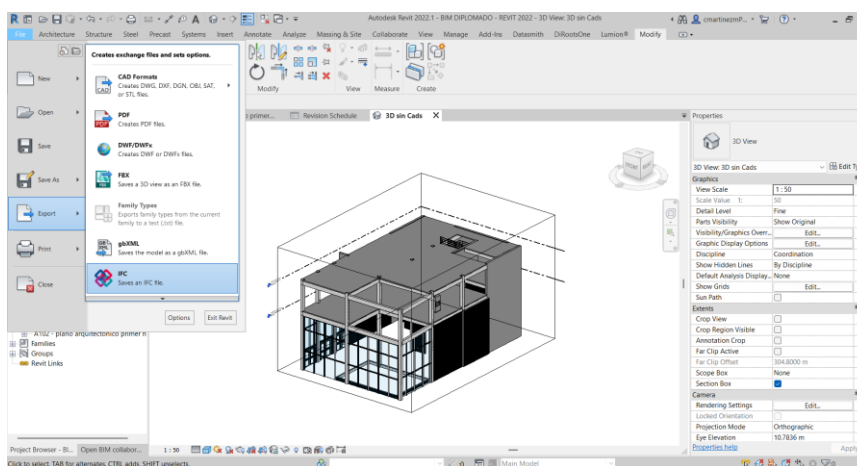 Autodesk Revit 2022.1 - BIM DIPLOMADO - REVIT 2022 - 3D View: 3D sin Cads
cmartinezmP...
File Architecture Structure Steel Precast Systems Insert Annotate Analyze Massing & Site Collaborate View Manage Add-Ins Datasmith DiRootsOne Lumion® Modify
Creates exchange files and sets options.
New
Open
Save
Save As
Export
Print
Close
CAD Formats
Creates DWG, DXF, DGN, OBJ, SAT,
or STL files.
PDF
Creates PDF files.
DWF/DWFx
Creates DWF or DWFx files.
FBX
Saves a 3D view as an FBX file.
Family Types
Exports family types from the current
family to a text (.txt) file.
gbXML
Saves the model as a gbXML file.
IFC
Saves an IFC file.
Options Exit Revit
Modify View Measure Create
primer... Revision Schedule 3D sin Cads X
FRONT
Properties
3D View
3D View: 3D sin Cads Edit Ty
Graphics
View Scale 1 : 50
Scale Value 1: 50
Detail Level Fine
Parts Visibility Show Original
Visibility/Graphics Overr... Edit...
Graphic Display Options Edit...
Discipline Coordination
Show Hidden Lines By Discipline
Default Analysis Display... None
Show Grids Edit...
Sun Path
Extents
Crop View
Crop Region Visible
Annotation Crop
Far Clip Active
Far Clip Offset 304.8000 m
Scope Box None
Section Box
Camera
Rendering Settings Edit...
Locked Orientation
Projection Mode Orthographic
Eye Elevation 10.7836 m
Properties help Apply
A102 - plano arquitectonico primer n
Families
Groups
Revit Links
Project Browser - BI... Open BIM collabor...
1 : 50
Click to select, TAB for alternates, CTRL adds, SHIFT unselects.
Main Model